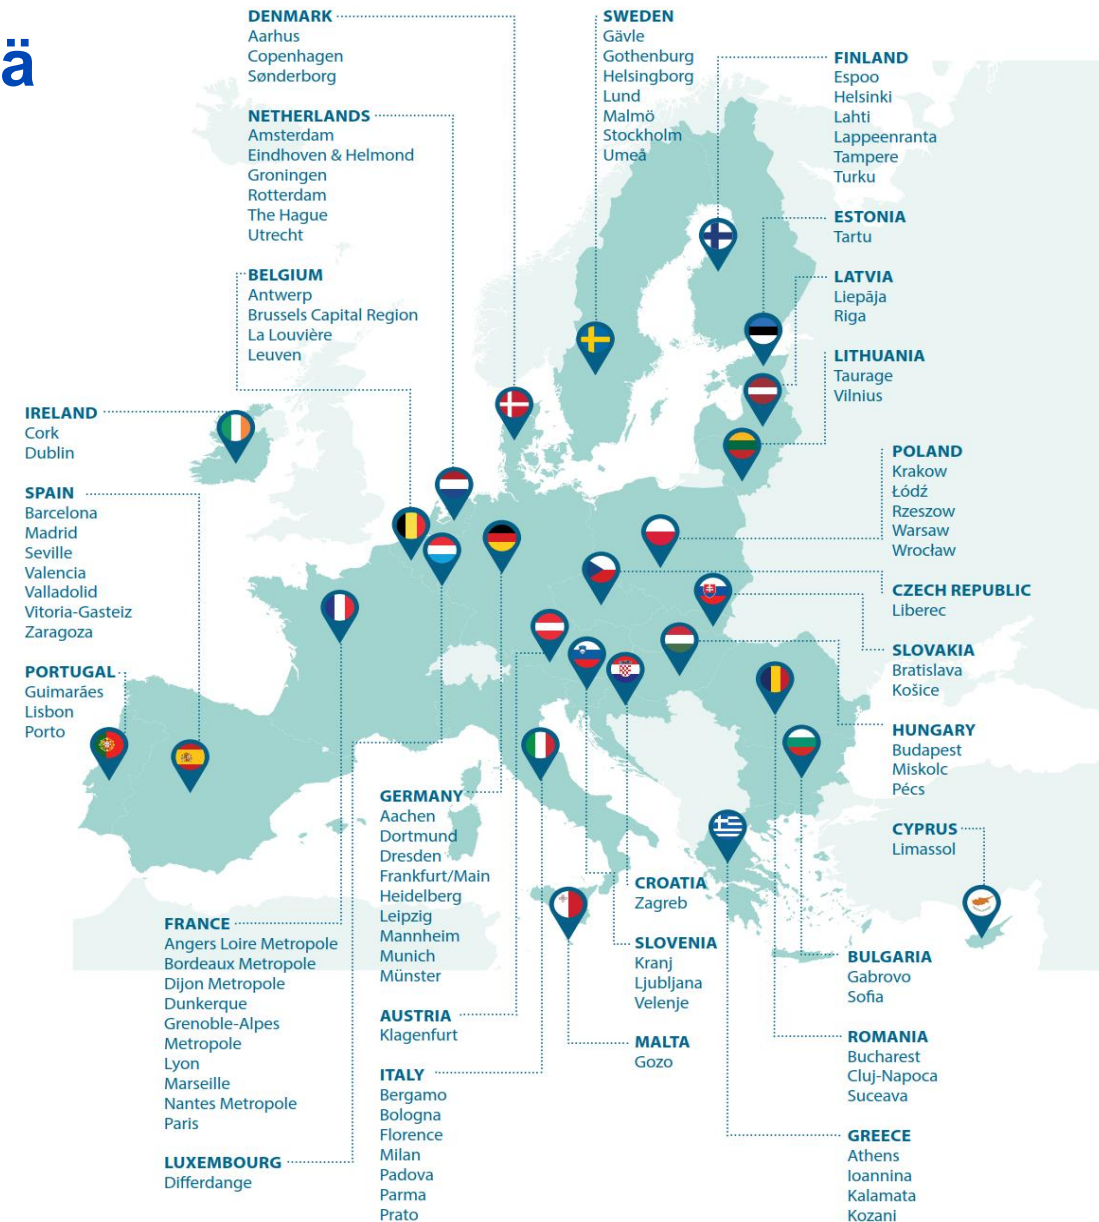 ä
DENMARK
Aarhus
Copenhagen
Sønderborg
NETHERLANDS
Amsterdam
Eindhoven & Helmond
Groningen
Rotterdam
The Hague
Utrecht
BELGIUM
Antwerp
Brussels Capital Region
La Louvière
Leuven
IRELAND
Cork
Dublin
SPAIN
Barcelona
Madrid
Seville
Valencia
Valladolid
Vitoria-Gasteiz
Zaragoza
PORTUGAL
Guimarães
Lisbon
Porto
SWEDEN
Gävle
Gothenburg
Helsingborg
Lund
Malmö
Stockholm
Umeå
FINLAND
Espoo
Helsinki
Lahti
Lappeenranta
Tampere
Turku
ESTONIA
Tartu
LATVIA
Liepāja
Riga
LITHUANIA
Taurage
Vilnius
POLAND
Krakow
Łódź
Rzeszow
Warsaw
Wrocław
CZECH REPUBLIC
Liberec
SLOVAKIA
Bratislava
Košice
HUNGARY
Budapest
Miskolc
Pécs
CYPRUS
Limassol
FRANCE
Angers Loire Metropole
Bordeaux Metropole
Dijon Metropole
Dunkerque
Grenoble-Alpes
Metropole
Lyon
Marseille
Nantes Metropole
Paris
LUXEMBOURG
Differdange
GERMANY
Aachen
Dortmund
Dresden
Frankfurt/Main
Heidelberg
Leipzig
Mannheim
Munich
Münster
AUSTRIA
Klagenfurt
ITALY
Bergamo
Bologna
Florence
Milan
Padova
Parma
Prato
CROATIA
Zagreb
SLOVENIA
Kranj
Ljubljana
Velenje
MALTA
Gozo
BULGARIA
Gabrovo
Sofia
ROMANIA
Bucharest
Cluj-Napoca
Suceava
GREECE
Athens
Ioannina
Kalamata
Kozani